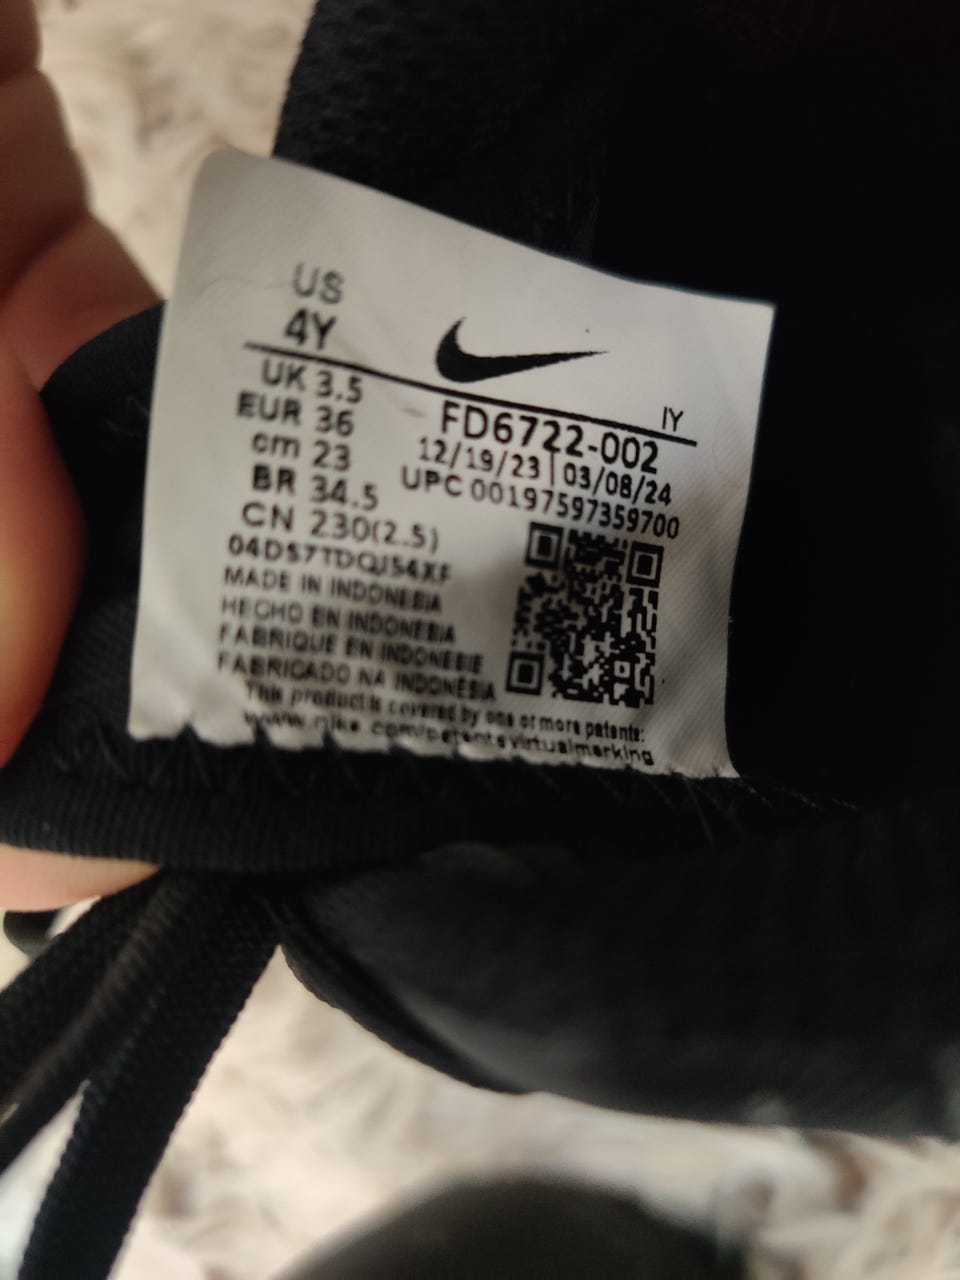 US
4Y
IY
UK 3.5
EUR 36
cm 23
BR 34.5
CN 230(2.5)
FD6722-002
12/19/23 | 03/08/24
UPC 00197597359700
MADE IN INDONESIA
HECHO EN INDONESIA
FABRIQUE EN INDONESIE
FABRICADO NA INDONÉSIA
This product is covered by one or more patents:
www.nike.com/patentsvirtualmarking